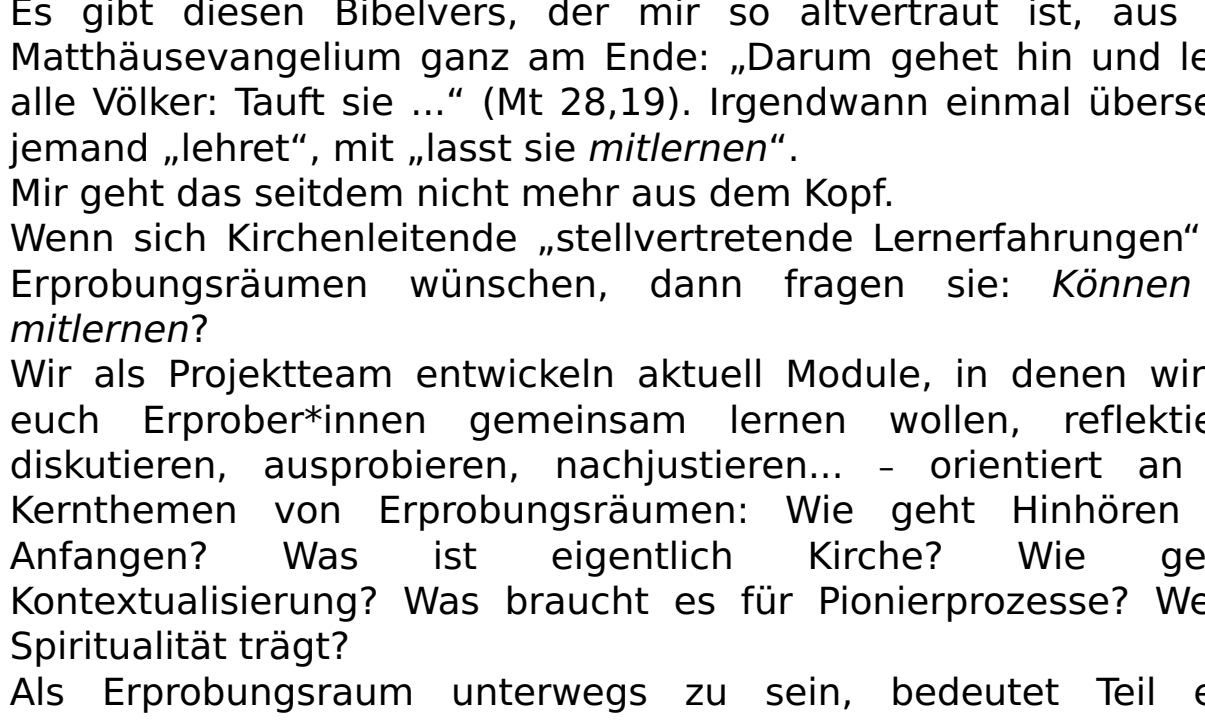 Es gibt diesen Bibelvers, der mir so altvertraut ist, aus
Matthäusevangelium ganz am Ende: „Darum gehet hin und
alle Völker: Tauft sie ...“ (Mt 28,19). Irgendwann einmal
jemand „lehret“, mit „lasst sie mitlernen“.
Mir geht das seitdem nicht mehr aus dem Kopf.
Wenn sich Kirchenleitende „stellvertretende Lernerfahrungen“
Erprobungsräumen wünschen, dann fragen sie: Können
mitlernen?
Wir als Projektteam entwickeln aktuell Module, in denen wir
euch Erprober*innen gemeinsam lernen wollen,
diskutieren, ausprobieren, nachjustieren... – orientiert an
Kernthemen von Erprobungsräumen: Wie geht Hinhören
Anfangen? Was ist eigentlich Kirche? Wie
Kontextualisierung? Was braucht es für Pionierprozesse?
Spiritualität trägt?
Als Erprobungsraum unterwegs zu sein, bedeutet Teil